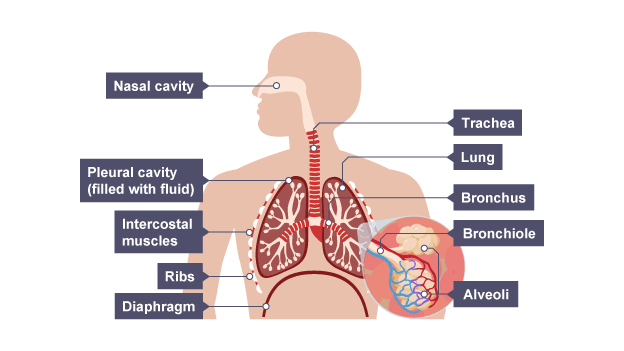 Nasal cavity
Pleural cavity
(filled with fluid)
Intercostal
muscles
Ribs
Diaphragm
Trachea
Lung
Bronchus
Bronchiole
Alveoli